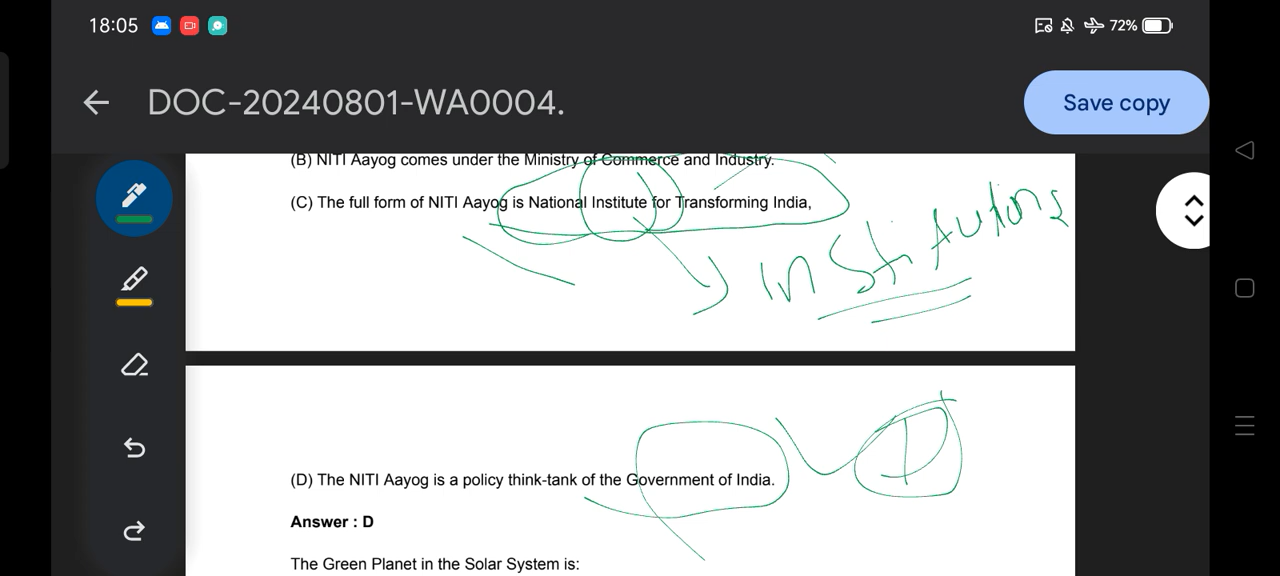 18:05
72%
DOC-20240801-WA0004.
Save copy
(B) NITI Aayog comes under the Ministry of Commerce and Industry.
(C) The full form of NITI Aayog is National Institute for Transforming India,
Institutions
(D) The NITI Aayog is a policy think-tank of the Government of India.
Answer : D
The Green Planet in the Solar System is: